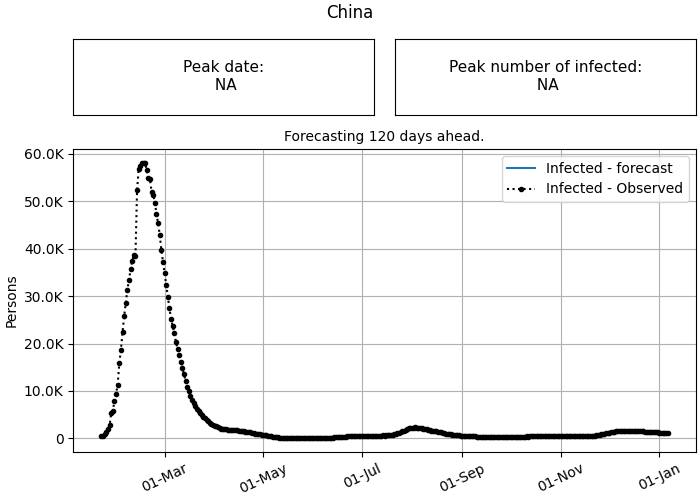 China
Peak date:
NA
Peak number of infected:
NA
Forecasting 120 days ahead.
60.0K
50.0K
40.0K
30.0K
20.0K
10.0K
0
Persons
Infected - forecast
Infected - Observed
01-Mar
01-May
01-Jul
01-Sep
01-Nov
01-Jan